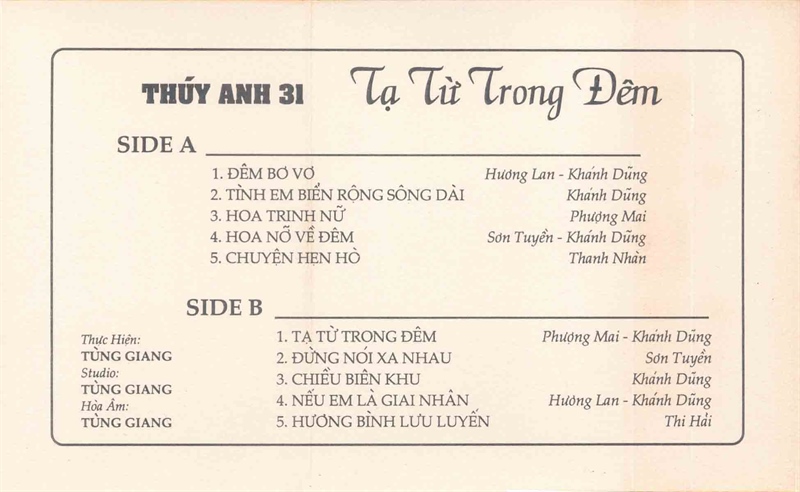 THÚY ANH 31 Tạ Từ Trong Đêm
SIDE A
1. ĐÊM BƠ VƠ Hương Lan - Khánh Dũng
2. TÌNH EM BIỂN RỘNG SÔNG DÀI Khánh Dũng
3. HOA TRINH NỮ Phượng Mai
4. HOA NỠ VỀ ĐÊM Sơn Tuyền - Khánh Dũng
5. CHUYỆN HẸN HÒ Thanh Nhàn
SIDE B
1. TẠ TỪ TRONG ĐÊM Phượng Mai - Khánh Dũng
2. ĐỪNG NÓI XA NHAU Sơn Tuyền
3. CHIỀU BIÊN KHU Khánh Dũng
4. NẾU EM LÀ GIAI NHÂN Hương Lan - Khánh Dũng
5. HƯƠNG BÌNH LƯU LUYẾN Thi Hải
Thực Hiện:
TÙNG GIANG
Studio:
TÙNG GIANG
Hòa Âm:
TÙNG GIANG